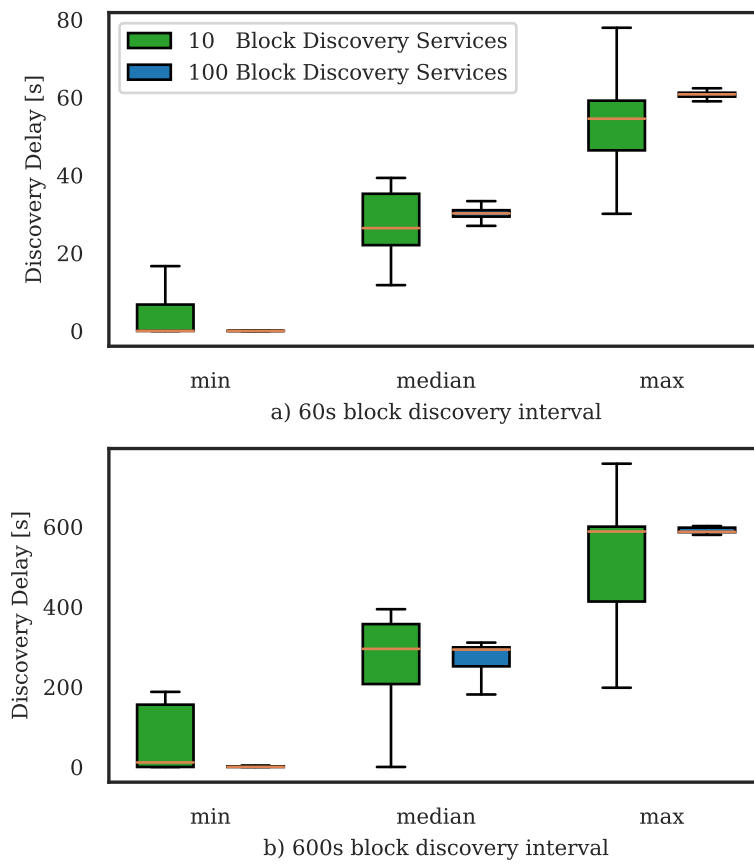 80
10 Block Discovery Services
100 Block Discovery Services
60
40
20
0
Discovery Delay [s]
min median max
a) 60s block discovery interval
600
400
200
0
Discovery Delay [s]
min median max
b) 600s block discovery interval